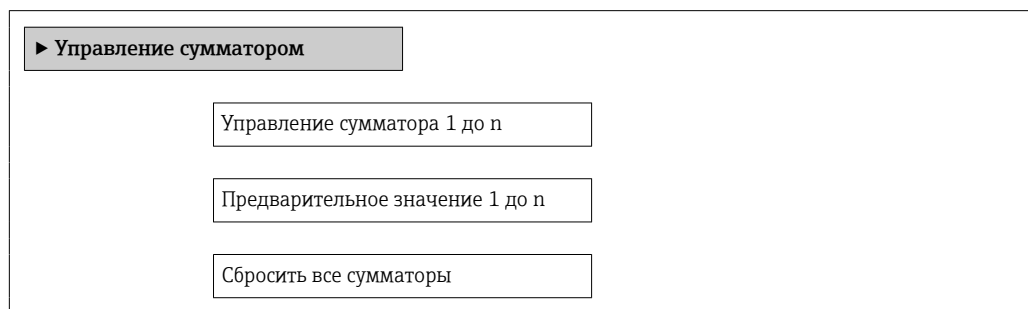 ► Управление сумматором
Управление сумматора 1 до n
Предварительное значение 1 до n
Сбросить все сумматоры